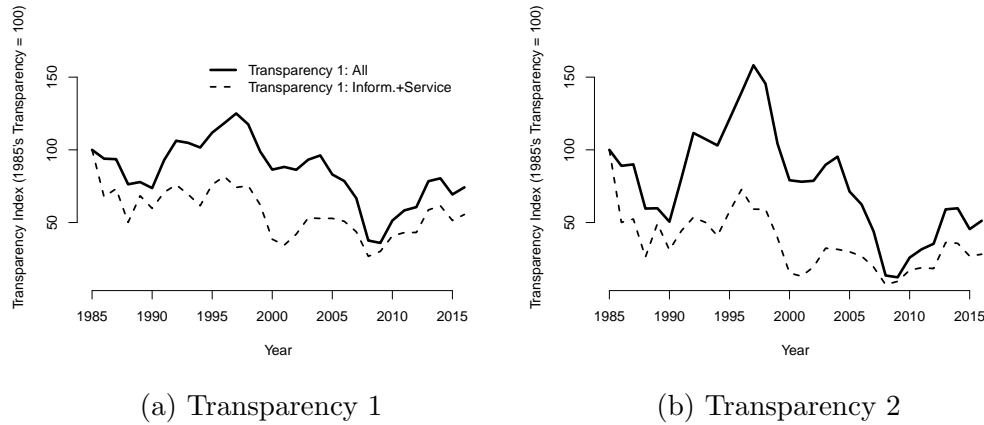 Transparency Index (1985's Transparency = 100)
150
100
50
Transparency 1: All
Transparency 1: Inform.+Service
1985 1990 1995 2000 2005 2010 2015
Year
(a) Transparency 1
Transparency Index (1985's Transparency = 100)
150
100
50
1985 1990 1995 2000 2005 2010 2015
Year
(b) Transparency 2